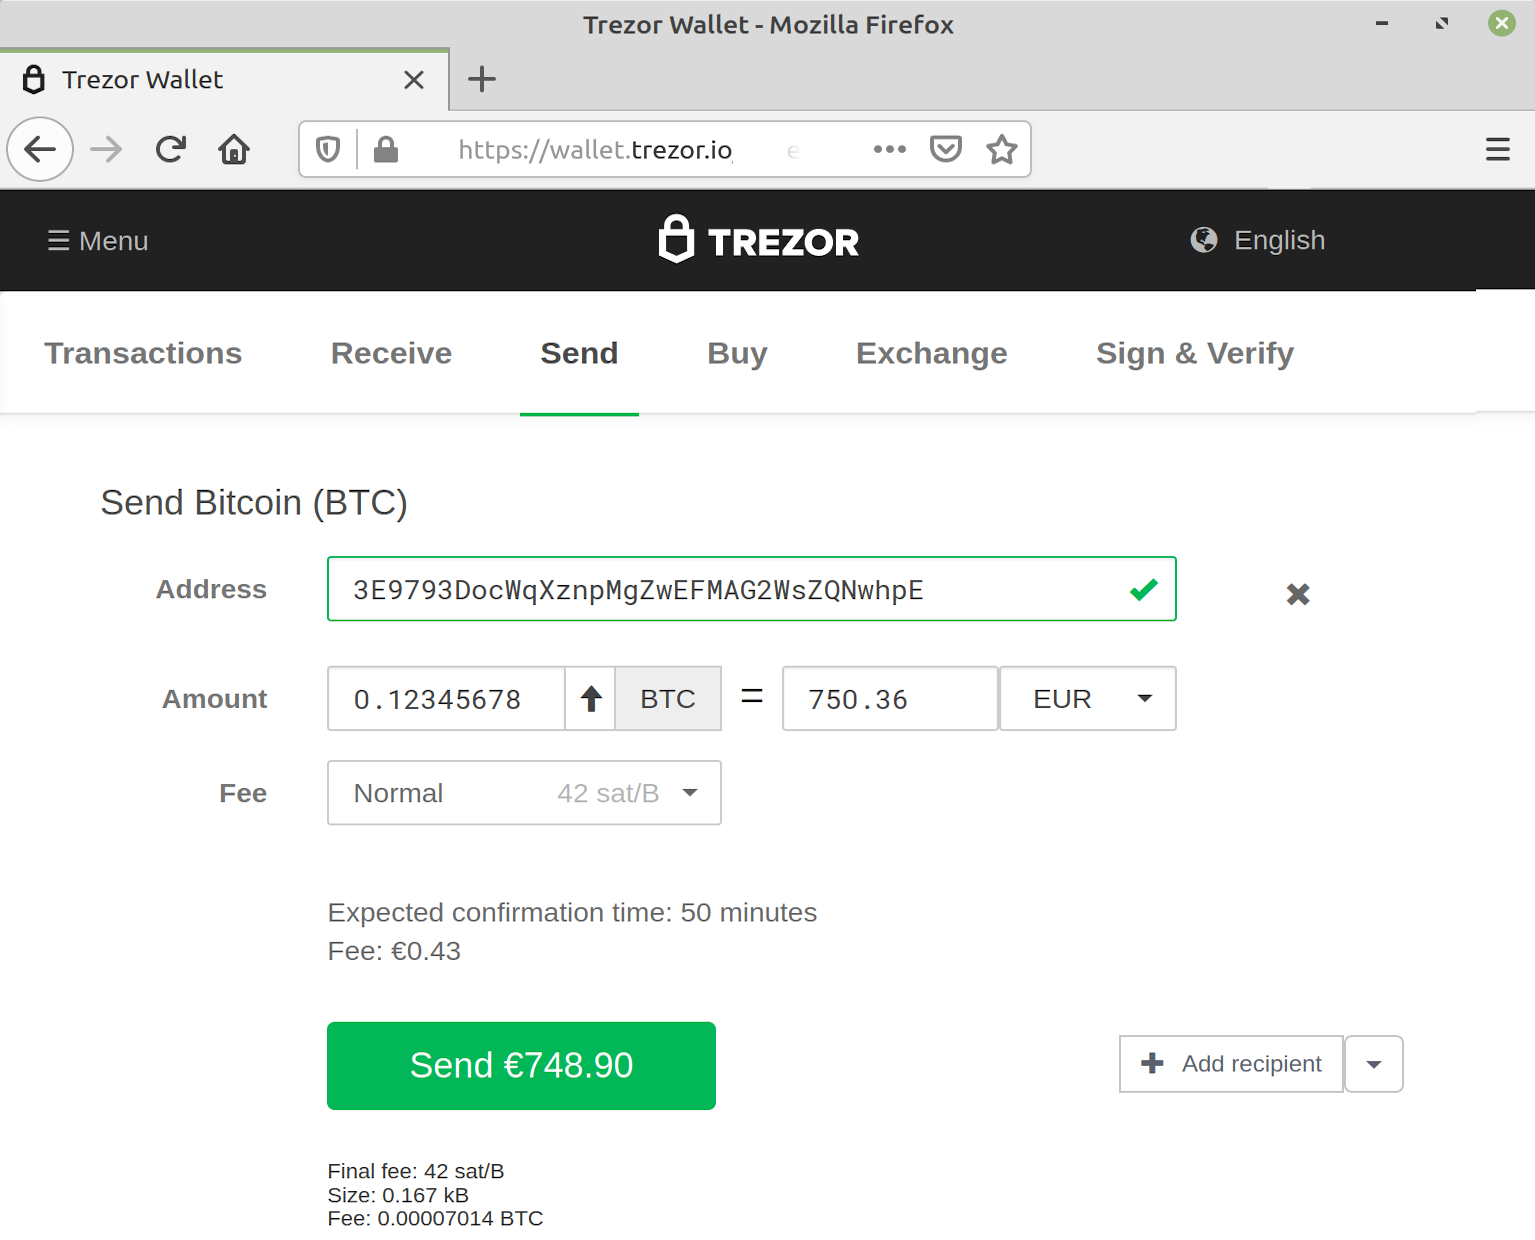 Trezor Wallet - Mozilla Firefox
Trezor Wallet
https://wallet.trezor.io
☰ Menu
TREZOR
English
Transactions Receive Send Buy Exchange Sign & Verify
Send Bitcoin (BTC)
Address 3E9793DocWqXznpMgZwEFMAG2WsZQNwhpE
Amount 0.12345678 BTC = 750.36 EUR
Fee Normal 42 sat/B
Expected confirmation time: 50 minutes
Fee: €0.43
Send €748.90
Add recipient
Final fee: 42 sat/B
Size: 0.167 kB
Fee: 0.00007014 BTC